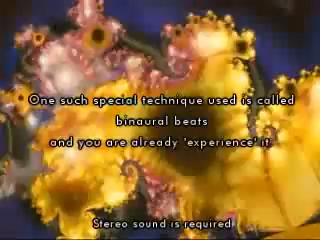 One such special technique used is called
binaural beats
and you are already 'experience' it
Stereo sound is required